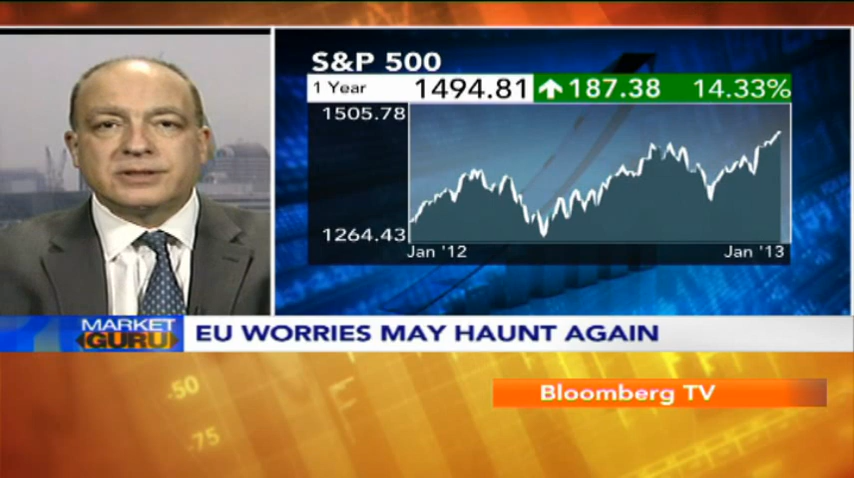 S&P 500
1 Year 1494.81 187.38 14.33%
1505.78
1264.43
Jan '12 Jan '13
MARKET GURU
EU WORRIES MAY HAUNT AGAIN
Bloomberg TV
-50
-75